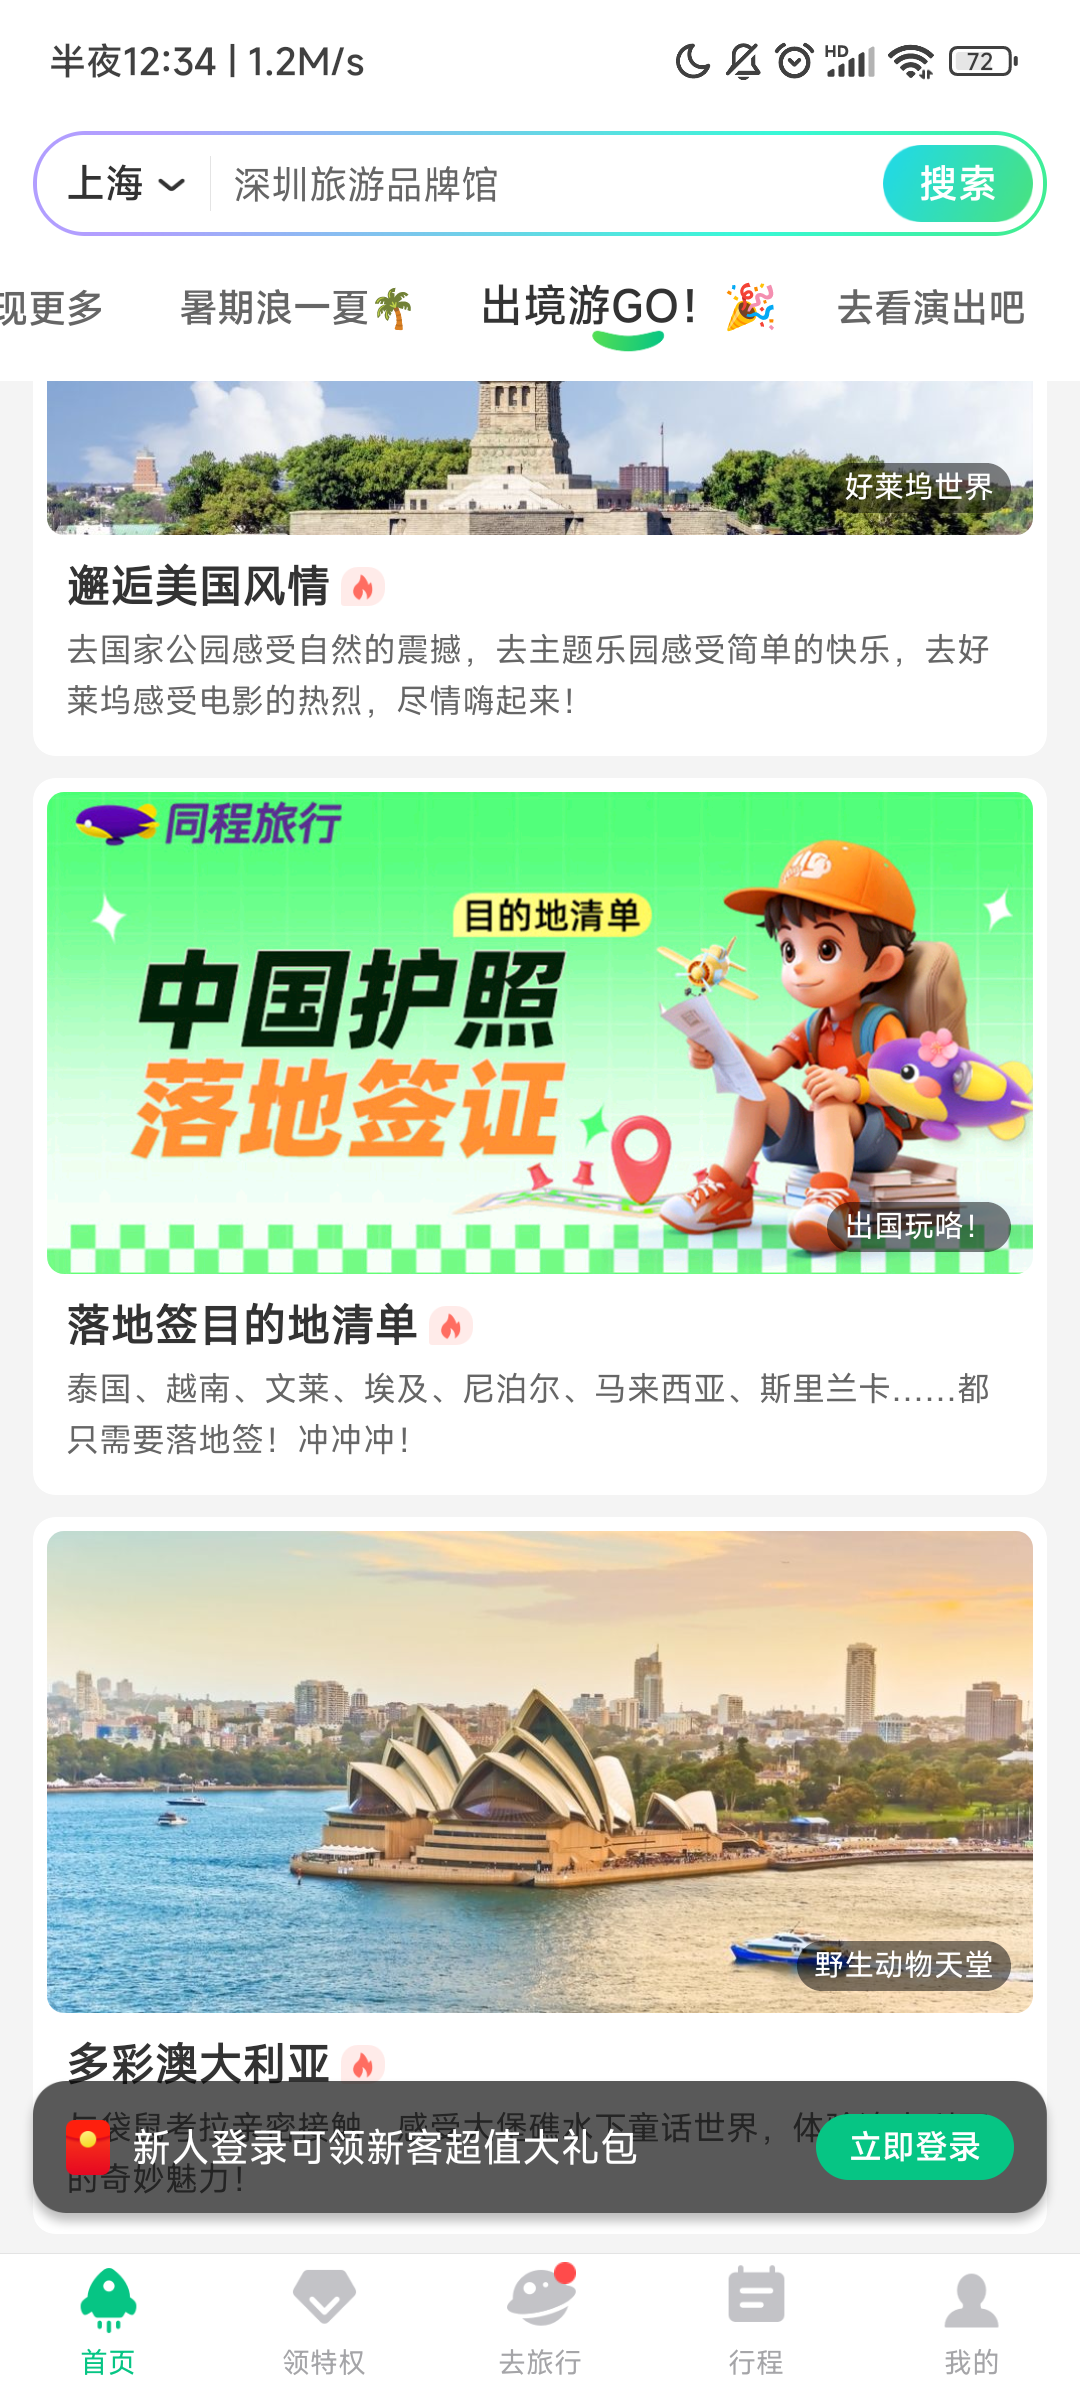 半夜12:34 | 1.2M/s
HD
72
上海
深圳旅游品牌馆
搜索
现更多
暑期浪一夏
出境游GO！
去看演出吧
好莱坞世界
邂逅美国风情
去国家公园感受自然的震撼，去主题乐园感受简单的快乐，去好
莱坞感受电影的热烈，尽情嗨起来！
同程旅行
目的地清单
中国护照
落地签证
出国玩咯！
落地签目的地清单
泰国、越南、文莱、埃及、尼泊尔、马来西亚、斯里兰卡……都
只需要落地签！冲冲冲！
野生动物天堂
多彩澳大利亚
与袋鼠考拉亲密接触，感受大堡礁水下童话世界，体
的奇妙魅力！
新人登录可领新客超值大礼包
立即登录
首页
领特权
去旅行
行程
我的